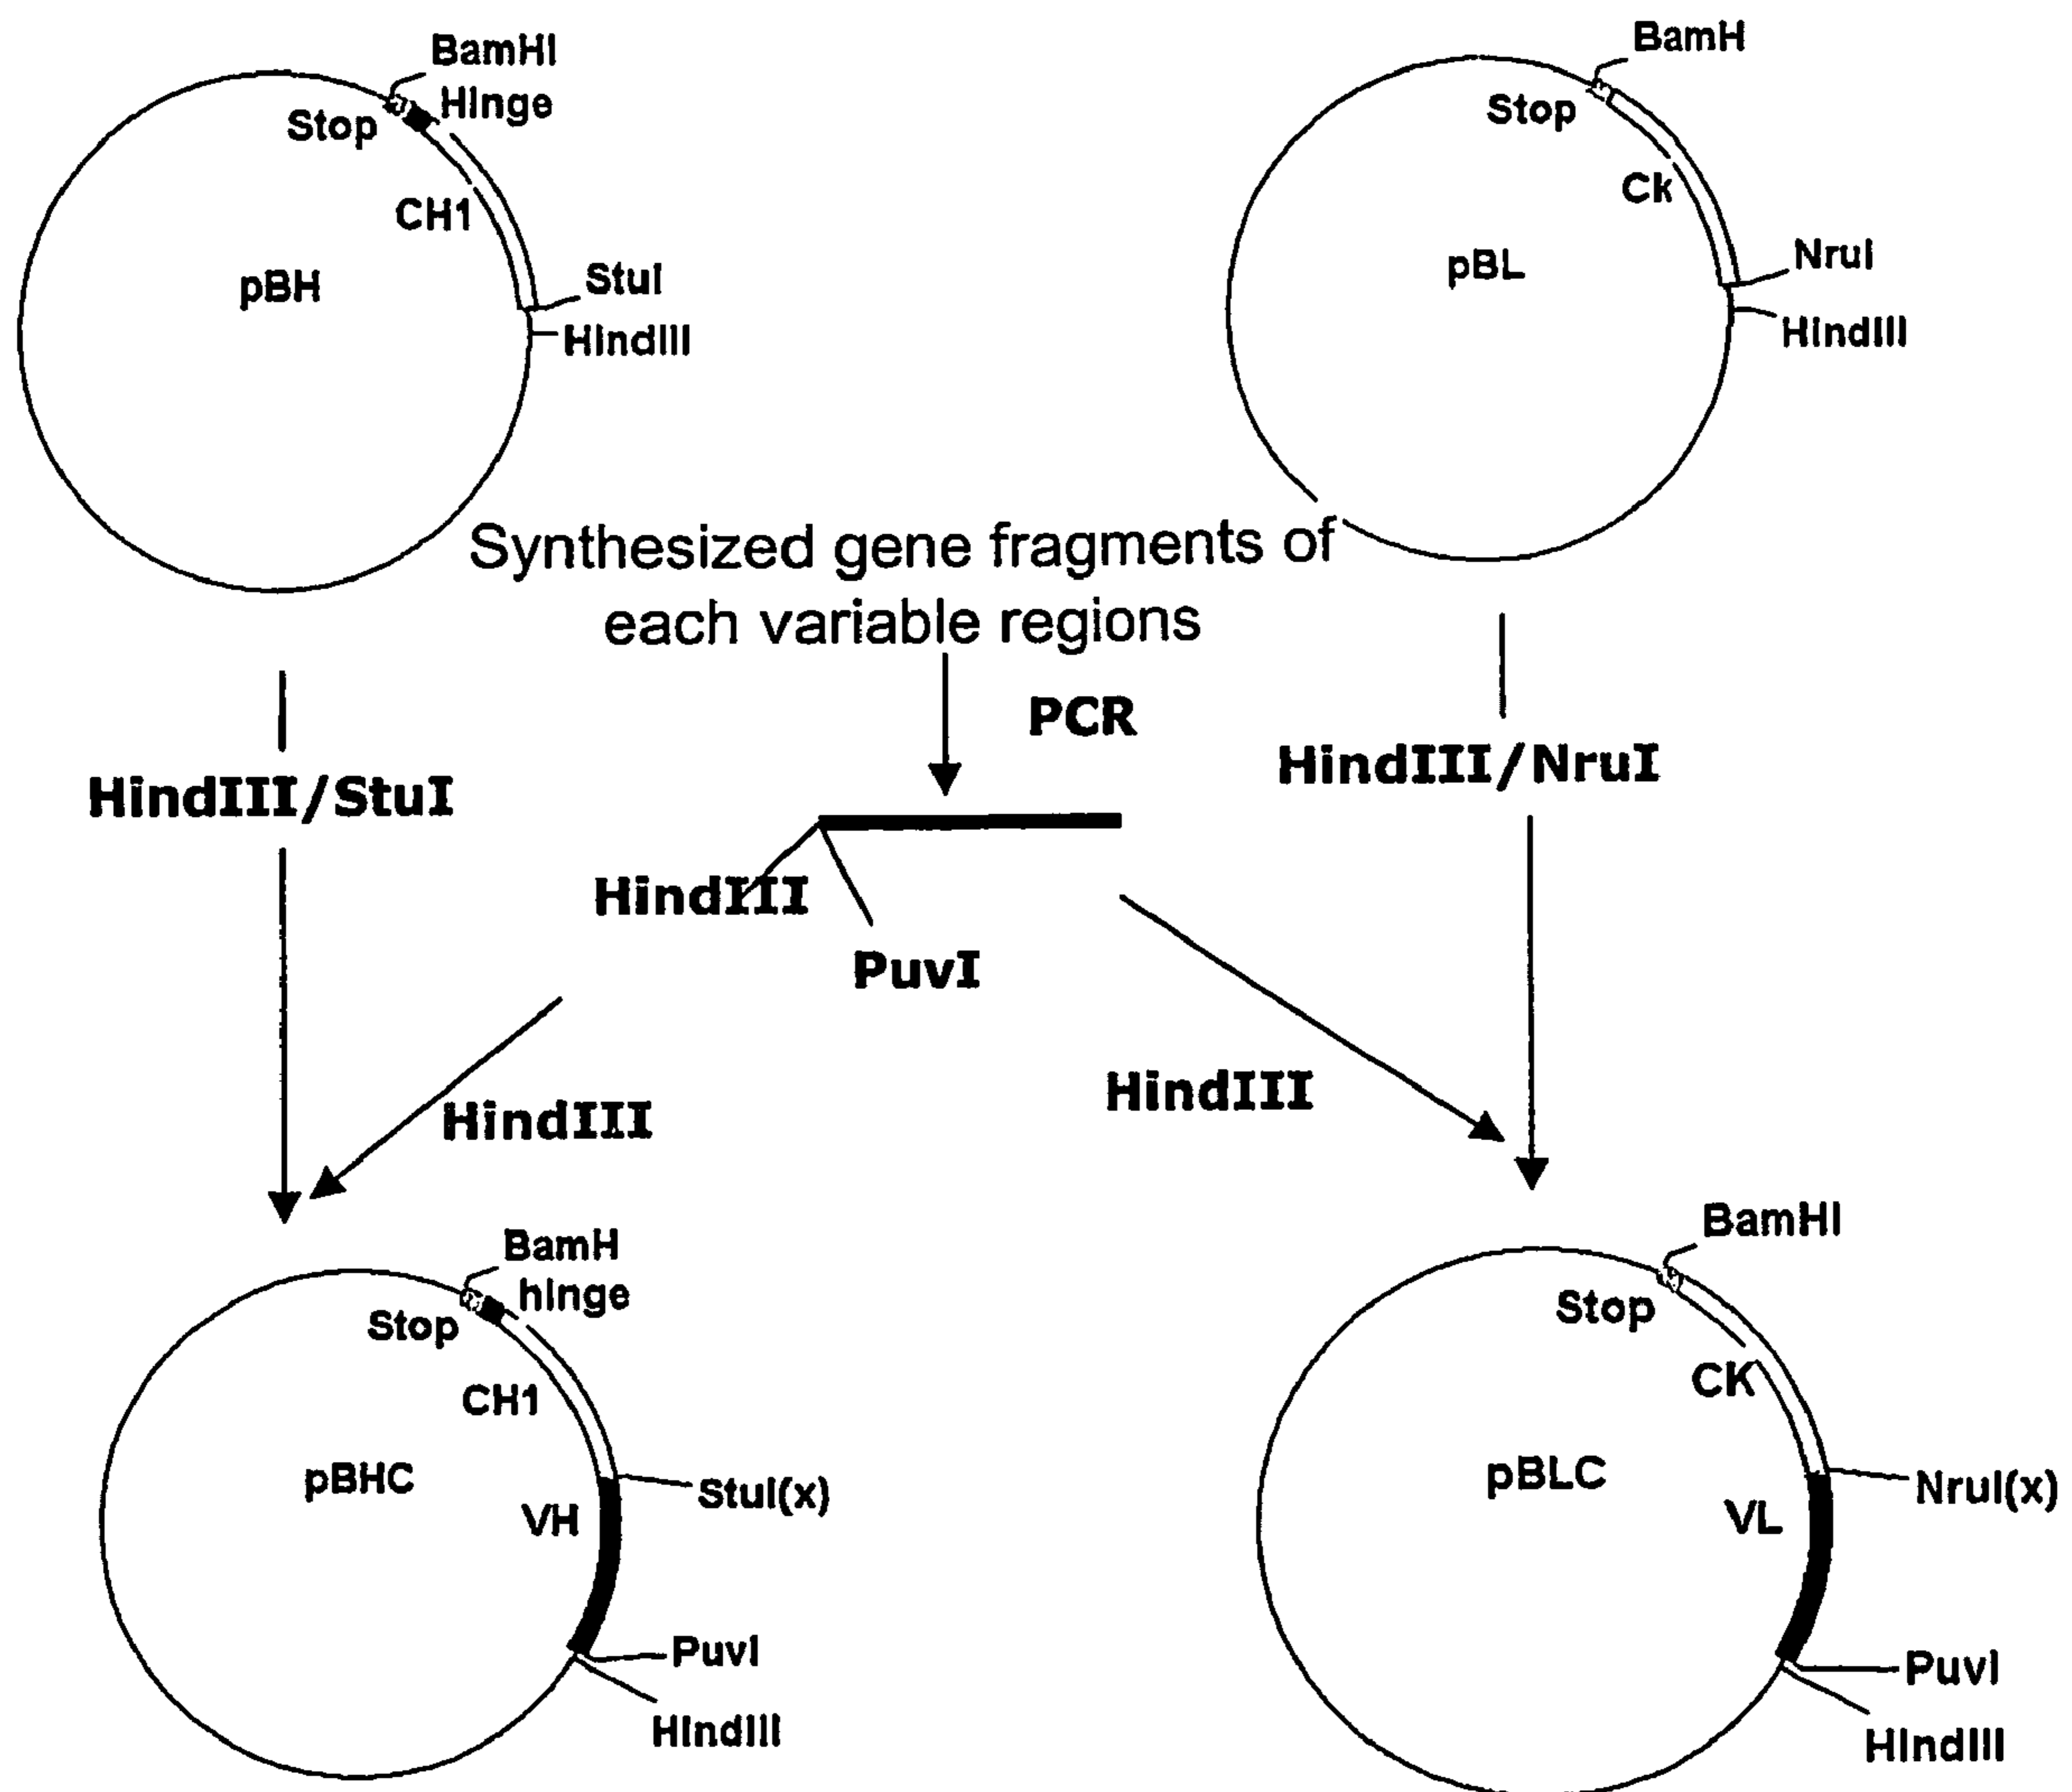 BamHI
Hinge
Stop
CH1
pBH
StuI
HindIII
BamH
Stop
Ck
pBL
NruI
HindIII
Synthesized gene fragments of
each variable regions
PCR
HindIII/StuI
HindIII/NruI
HindIII
PuvI
HindIII
HindIII
BamH
hinge
Stop
CH1
pBHC
StuI(x)
VH
PuvI
HindIII
BamHI
Stop
CK
pBLC
NruI(x)
VL
PuvI
HindIII